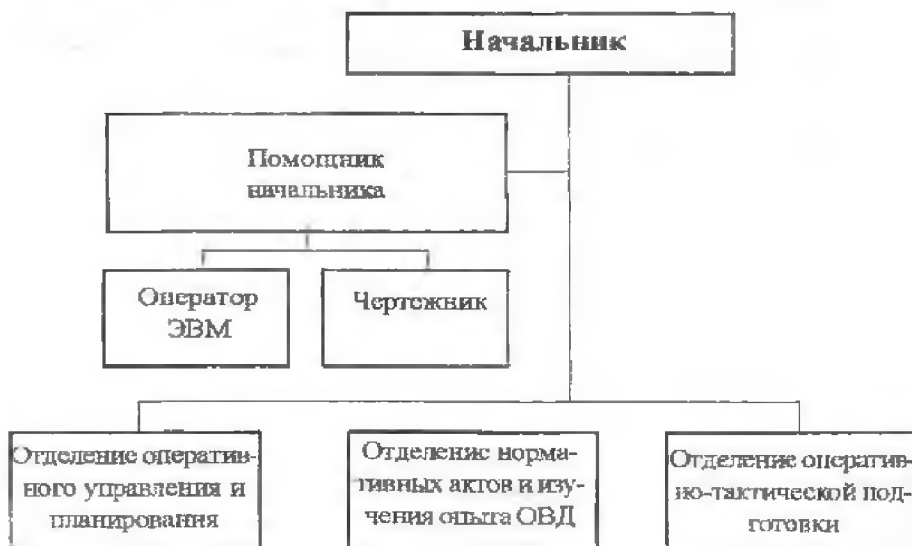 Начальник
Помощник
начальника
Оператор
ЭВМ
Чертежник
Отделение оператив-
ного управления и
планирования
Отделение норма-
тивных актов и изу-
чения опыта ОВД
Отделение оператив-
но-тактической под-
готовки